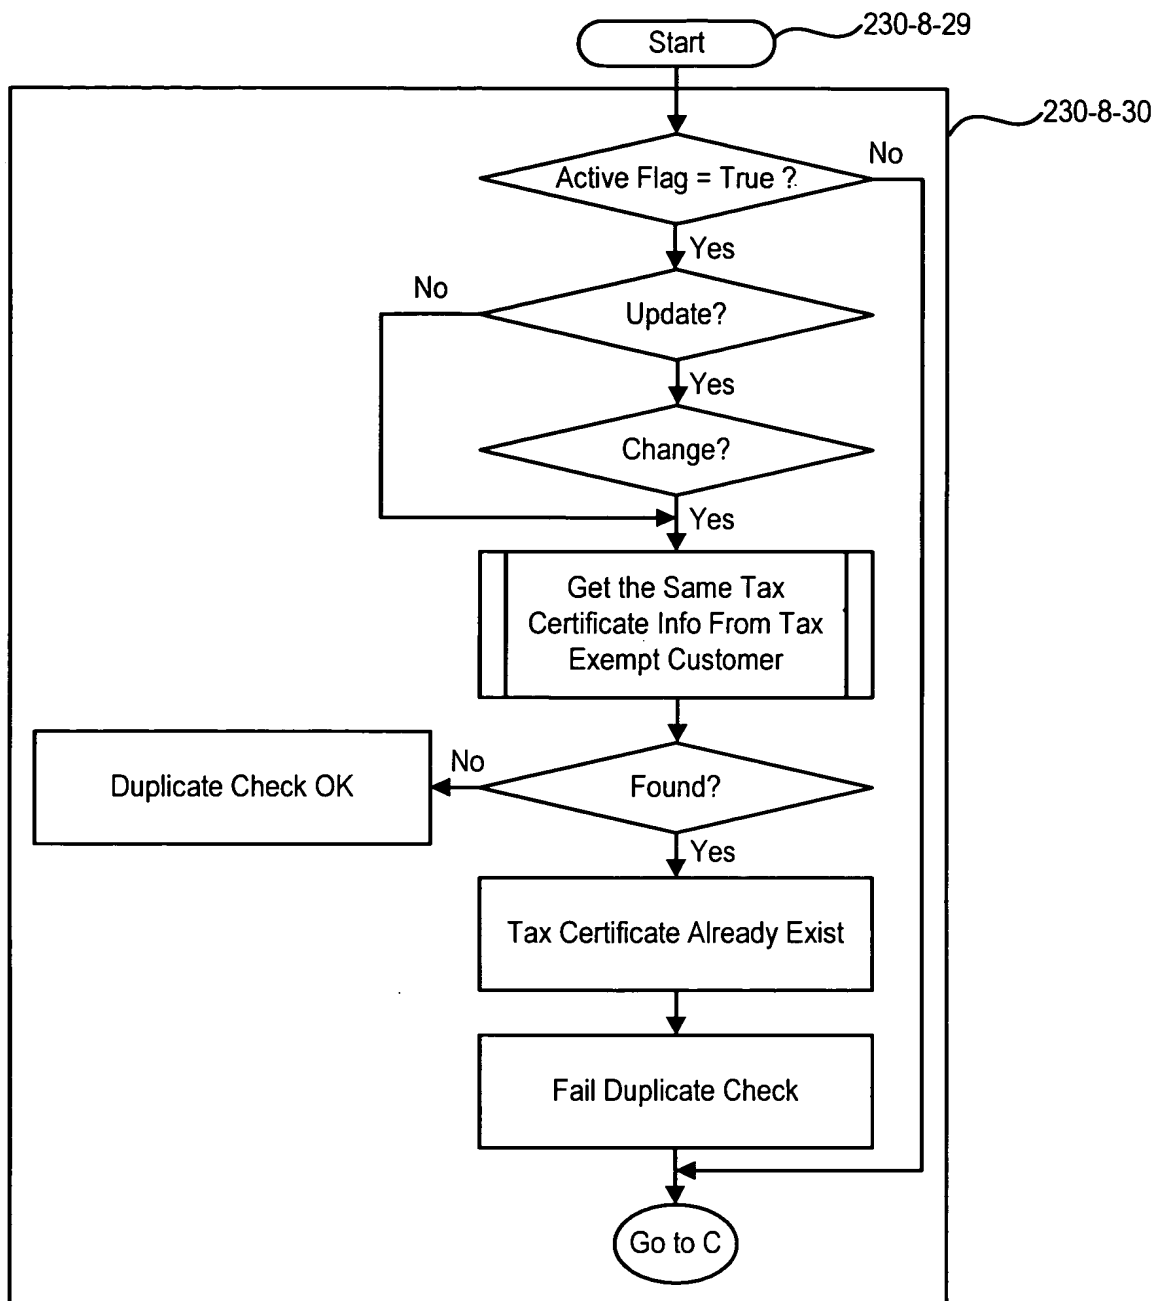 Start
230-8-29
230-8-30
Active Flag = True ?
No
Yes
Update?
No
Yes
Change?
Yes
Get the Same Tax
Certificate Info From Tax
Exempt Customer
Found?
No
Duplicate Check OK
Yes
Tax Certificate Already Exist
Fail Duplicate Check
Go to C